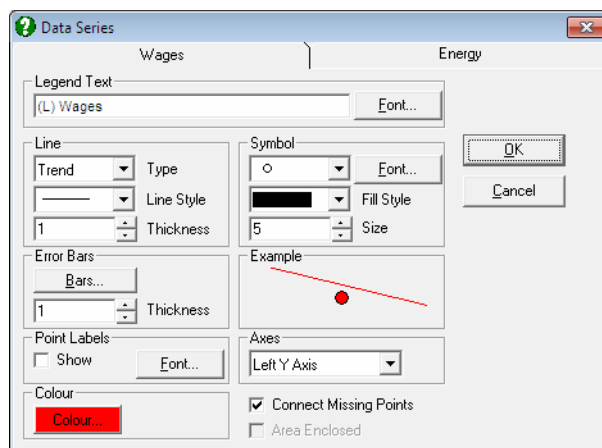 Data Series
Wages
Energy
Legend Text
(L) Wages
Font...
Line
Trend
Type
Line Style
1
Thickness
Symbol
Font...
Fill Style
5
Size
OK
Cancel
Error Bars
Bars...
1
Thickness
Example
Point Labels
Show
Font...
Axes
Left Y Axis
Colour
Colour...
Connect Missing Points
Area Enclosed